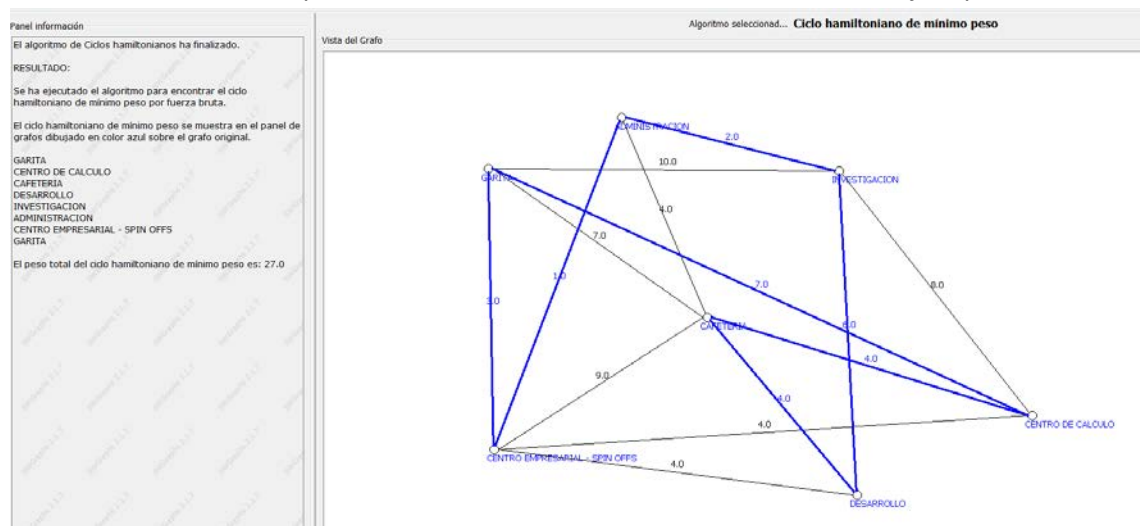 Algoritmo seleccionad... Ciclo hamiltoniano de mínimo peso
Panel información
El algoritmo de Ciclos hamiltonianos ha finalizado.
RESULTADO:
Se ha ejecutado el algoritmo para encontrar el ciclo
hamiltoniano de mínimo peso por fuerza bruta.
El ciclo hamiltoniano de mínimo peso se muestra en el panel de
grafos dibujado en color azul sobre el grafo original.
GARITA
CENTRO DE CALCULO
CAFETERIA
DESARROLLO
INVESTIGACION
ADMINISTRACION
CENTRO EMPRESARIAL - SPIN OFFS
GARITA
El peso total del ciclo hamiltoniano de mínimo peso es: 27.0
Vista del Grafo
ADMINISTRACION
2.0
10.0
GARITA
INVESTIGACION
4.0
7.0
1.0
7.0
8.0
3.0
CAFETERIA
6.0
4.0
9.0
4.0
4.0
CENTRO DE CALCULO
CENTRO EMPRESARIAL - SPIN OFFS
4.0
DESARROLLO